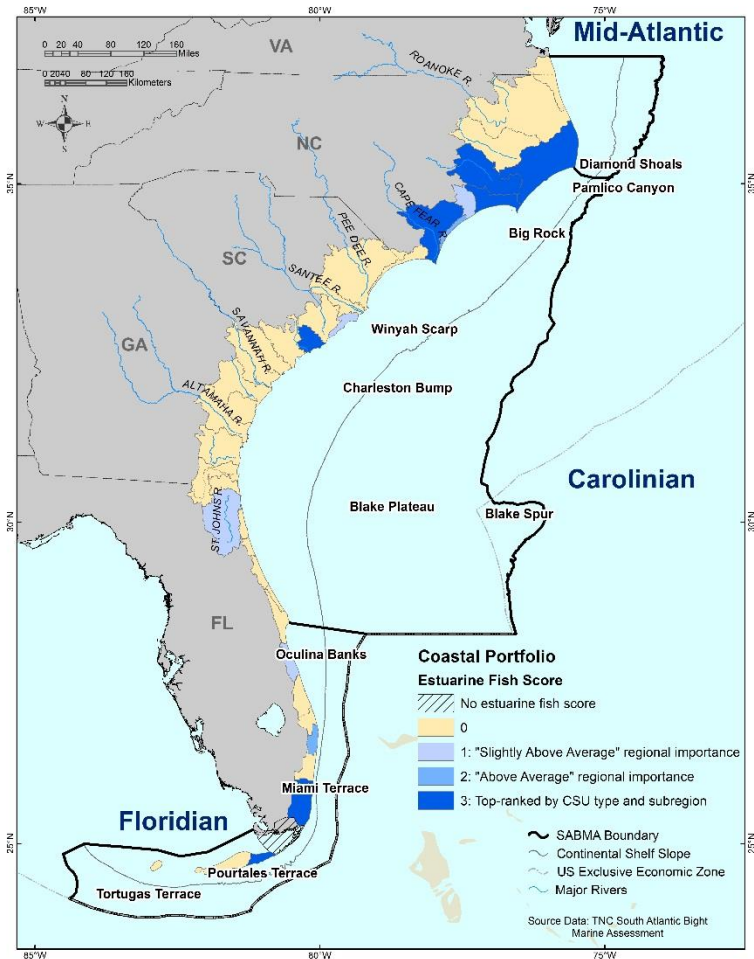 85°W
80°W
75°W
Mid-Atlantic
0 20 40 80 120 160
Miles
0 2040 80 120 160
Kilometers
N
W E
S
VA
ROANOKE R.
NC
Diamond Shoals
35°N
35°N
Pamlico Canyon
CAPE FEAR R.
PEE DEE R.
Big Rock
SC
SANTEE R.
SAVANNAH R.
Winyah Scarp
GA
Charleston Bump
ALTAMAHA R.
Carolinian
Blake Plateau
Blake Spur
30°N
30°N
ST. JOHNS R.
FL
Oculina Banks
Coastal Portfolio
Estuarine Fish Score
No estuarine fish score
0
1: "Slightly Above Average" regional importance
2: "Above Average" regional importance
3: Top-ranked by CSU type and subregion
Miami Terrace
Floridian
25°N
25°N
Pourtales Terrace
Tortugas Terrace
SABMA Boundary
Continental Shelf Slope
US Exclusive Economic Zone
Major Rivers
Source Data: TNC South Atlantic Bight
Marine Assessment
85°W
80°W
75°W